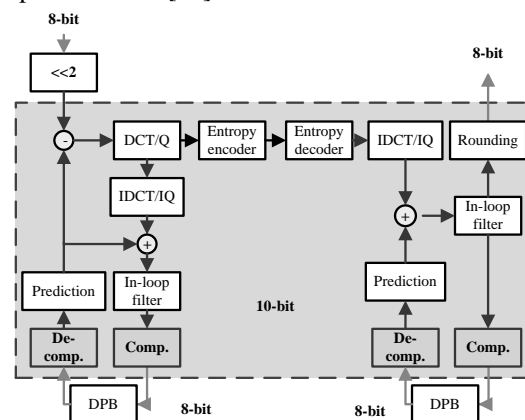 8-bit
<<2
8-bit
-
DCT/Q
Entropy
encoder
Entropy
decoder
IDCT/IQ
Rounding
IDCT/IQ
+
+
In-loop
filter
Prediction
In-loop
filter
Prediction
10-bit
De-
comp.
Comp.
De-
comp.
Comp.
DPB
8-bit
8-bit
DPB